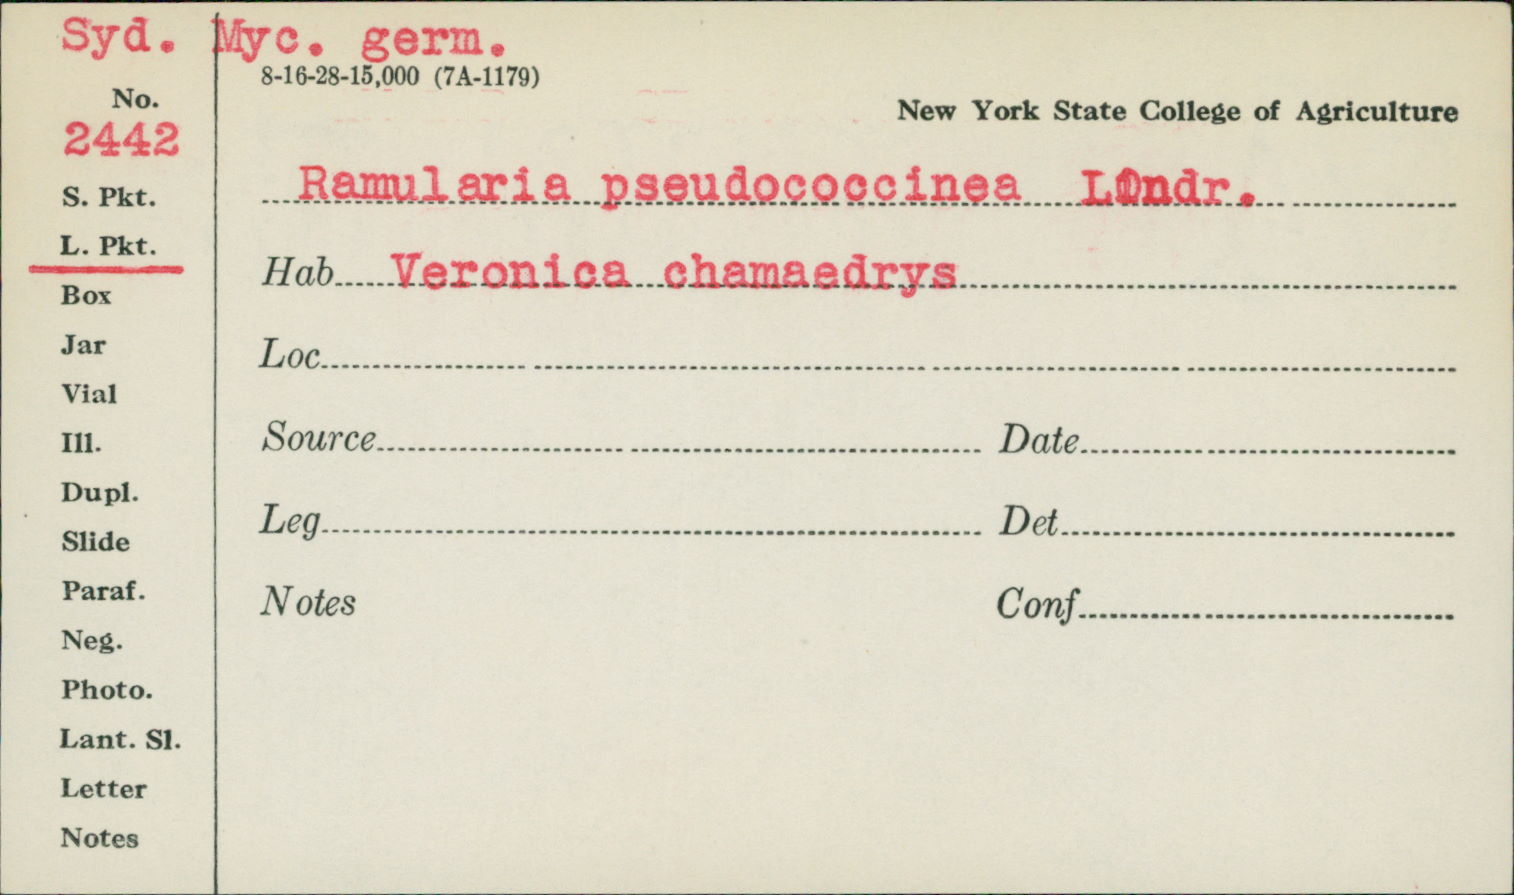 Syd. Myc. germ.
8-16-28-15,000 (7A-1179)
No.
2442
New York State College of Agriculture
S. Pkt.
Ramularia pseudococcinea Lindr.
L. Pkt.
Hab Veronica chamaedrys
Box
Jar
Loc
Vial
Ill.
Source Date
Dupl.
Leg Det
Slide
Paraf.
Notes Conf
Neg.
Photo.
Lant. Sl.
Letter
Notes